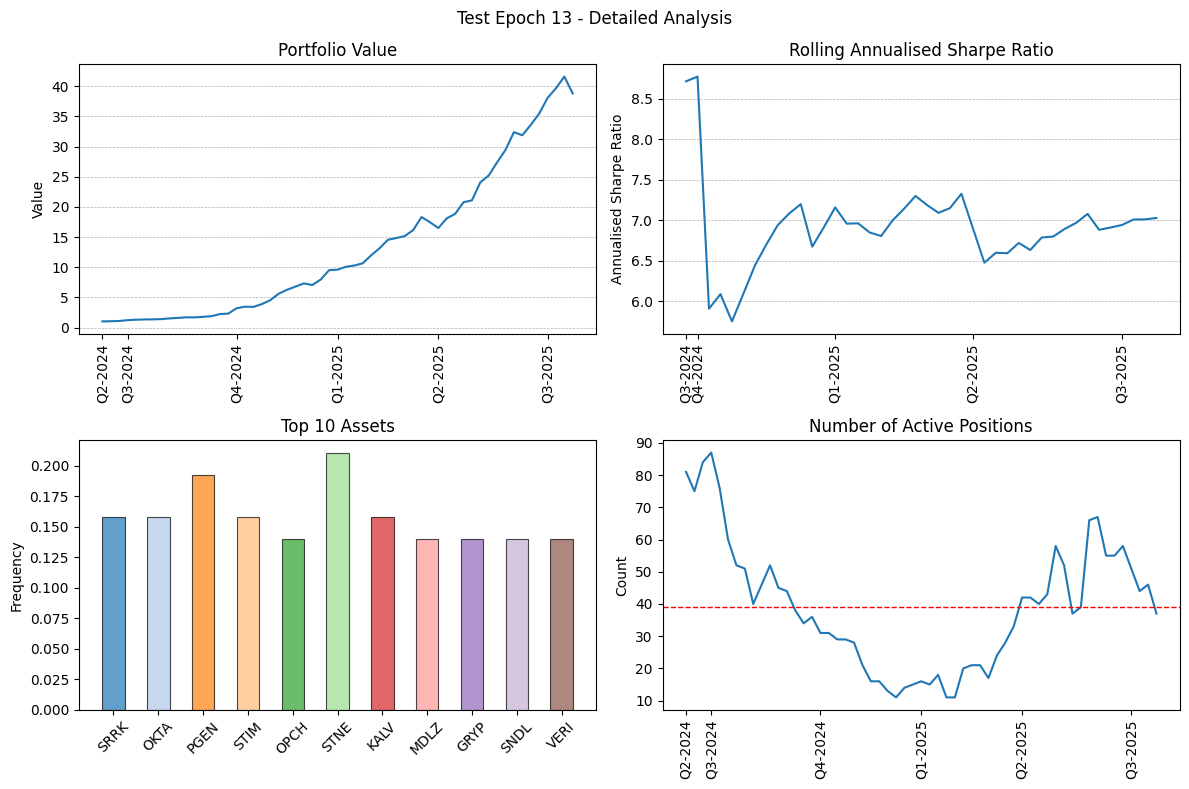 Test Epoch 13 - Detailed Analysis
Portfolio Value
Value
40
35
30
25
20
15
10
5
0
Q2-2024
Q3-2024
Q4-2024
Q1-2025
Q2-2025
Q3-2025
Rolling Annualised Sharpe Ratio
Annualised Sharpe Ratio
8.5
8.0
7.5
7.0
6.5
6.0
Q3-2024
Q4-2024
Q1-2025
Q2-2025
Q3-2025
Top 10 Assets
Frequency
0.200
0.175
0.150
0.125
0.100
0.075
0.050
0.025
0.000
SRRK
OKTA
PGEN
STIM
OPCH
STNE
KALV
MDLZ
GRYP
SNDL
VERI
Number of Active Positions
Count
90
80
70
60
50
40
30
20
10
Q2-2024
Q3-2024
Q4-2024
Q1-2025
Q2-2025
Q3-2025